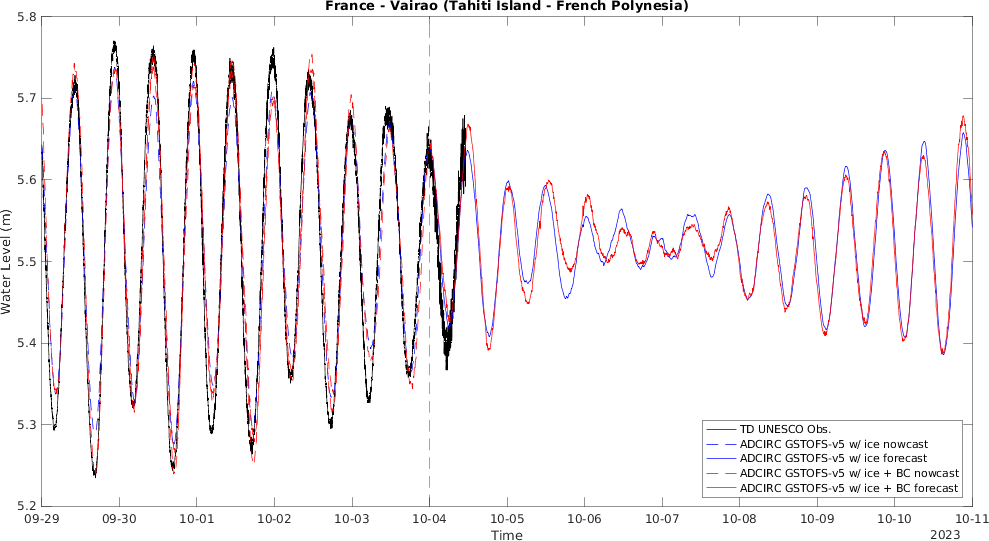 France - Vairao (Tahiti Island - French Polynesia)
Water Level (m)
5.8
5.7
5.6
5.5
5.4
5.3
5.2
TD UNESCO Obs.
ADCIRC GSTOFS-v5 w/ ice nowcast
ADCIRC GSTOFS-v5 w/ ice forecast
ADCIRC GSTOFS-v5 w/ ice + BC nowcast
ADCIRC GSTOFS-v5 w/ ice + BC forecast
09-29 09-30 10-01 10-02 10-03 10-04 10-05 10-06 10-07 10-08 10-09 10-10 10-11
Time
2023